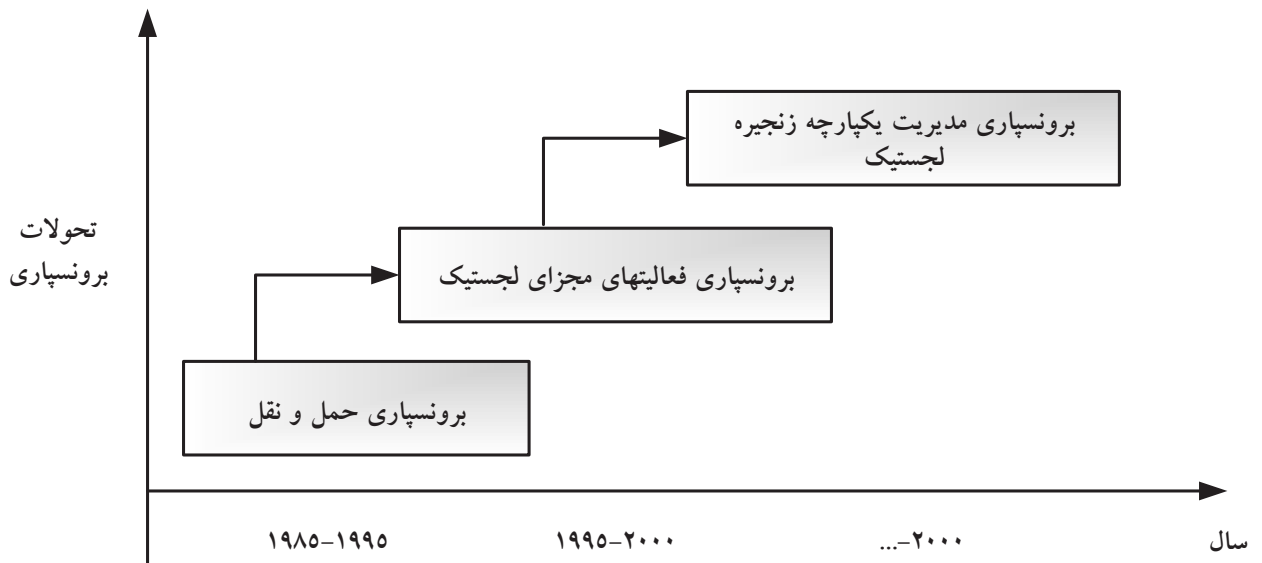 برونسپاری مدیریت یکپارچه زنجیره
لجستیک
تحولات
برونسپاری
برونسپاری فعالیتهای مجزای لجستیک
برونسپاری حمل و نقل
۱۹۸۵-۱۹۹۵
۱۹۹۵-۲۰۰۰
...-۲۰۰۰
سال